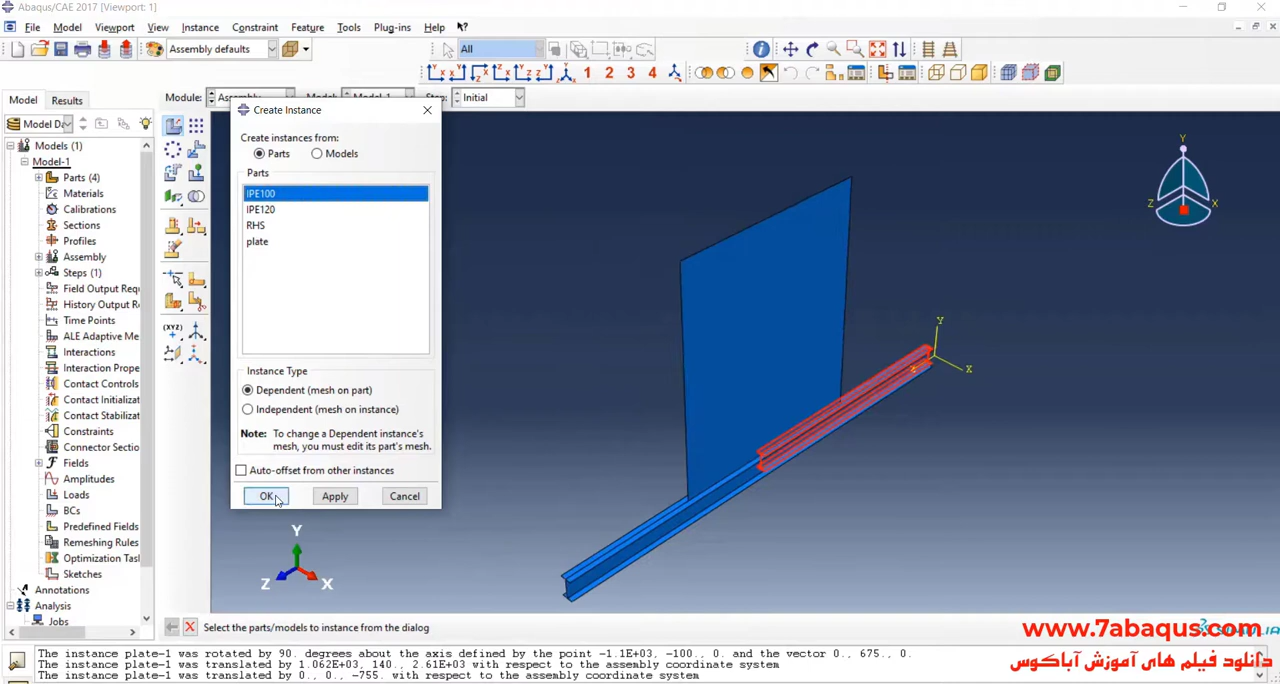 Abaqus/CAE 2017 [Viewport: 1]
File Model Viewport View Instance Constraint Feature Tools Plug-ins Help
Assembly defaults All
1 2 3 4
Model Results Module: Step: Initial
Model Da
Models (1)
Model-1
Parts (4)
Materials
Calibrations
Sections
Profiles
Assembly
Steps (1)
Field Output Requ
History Output R
Time Points
ALE Adaptive Me
Interactions
Interaction Prope
Contact Controls
Contact Initializat
Contact Stabilizat
Constraints
Connector Sectio
Fields
Amplitudes
Loads
BCs
Predefined Fields
Remeshing Rules
Optimization Task
Sketches
Annotations
Analysis
Jobs
(XYZ)
Create Instance
Create instances from:
Parts Models
Parts
IPE100
IPE120
RHS
plate
Instance Type
Dependent (mesh on part)
Independent (mesh on instance)
Note: To change a Dependent instance's
mesh, you must edit its part's mesh.
Auto-offset from other instances
OK Apply Cancel
Y
Z X
Y
X
Y
Z X
Select the parts/models to instance from the dialog
www.7abaqus.com
دانلود فیلم های آموزش آباکوس
The instance plate-1 was rotated by 90. degrees about the axis defined by the point -1.1E+03, -100., 0. and the vector 0., 675., 0.
The instance plate-1 was translated by 1.062E+03, 140., 2.61E+03 with respect to the assembly coordinate system
The instance plate-1 was translated by 0., 0., -755. with respect to the assembly coordinate system